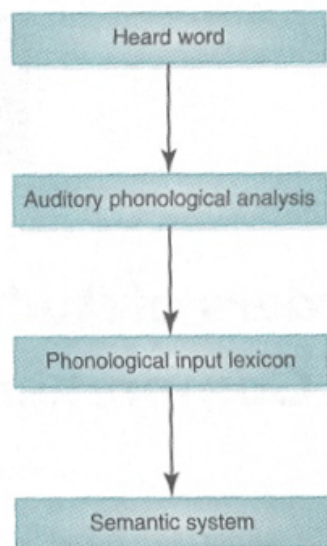 Heard word
Auditory phonological analysis
Phonological input lexicon
Semantic system